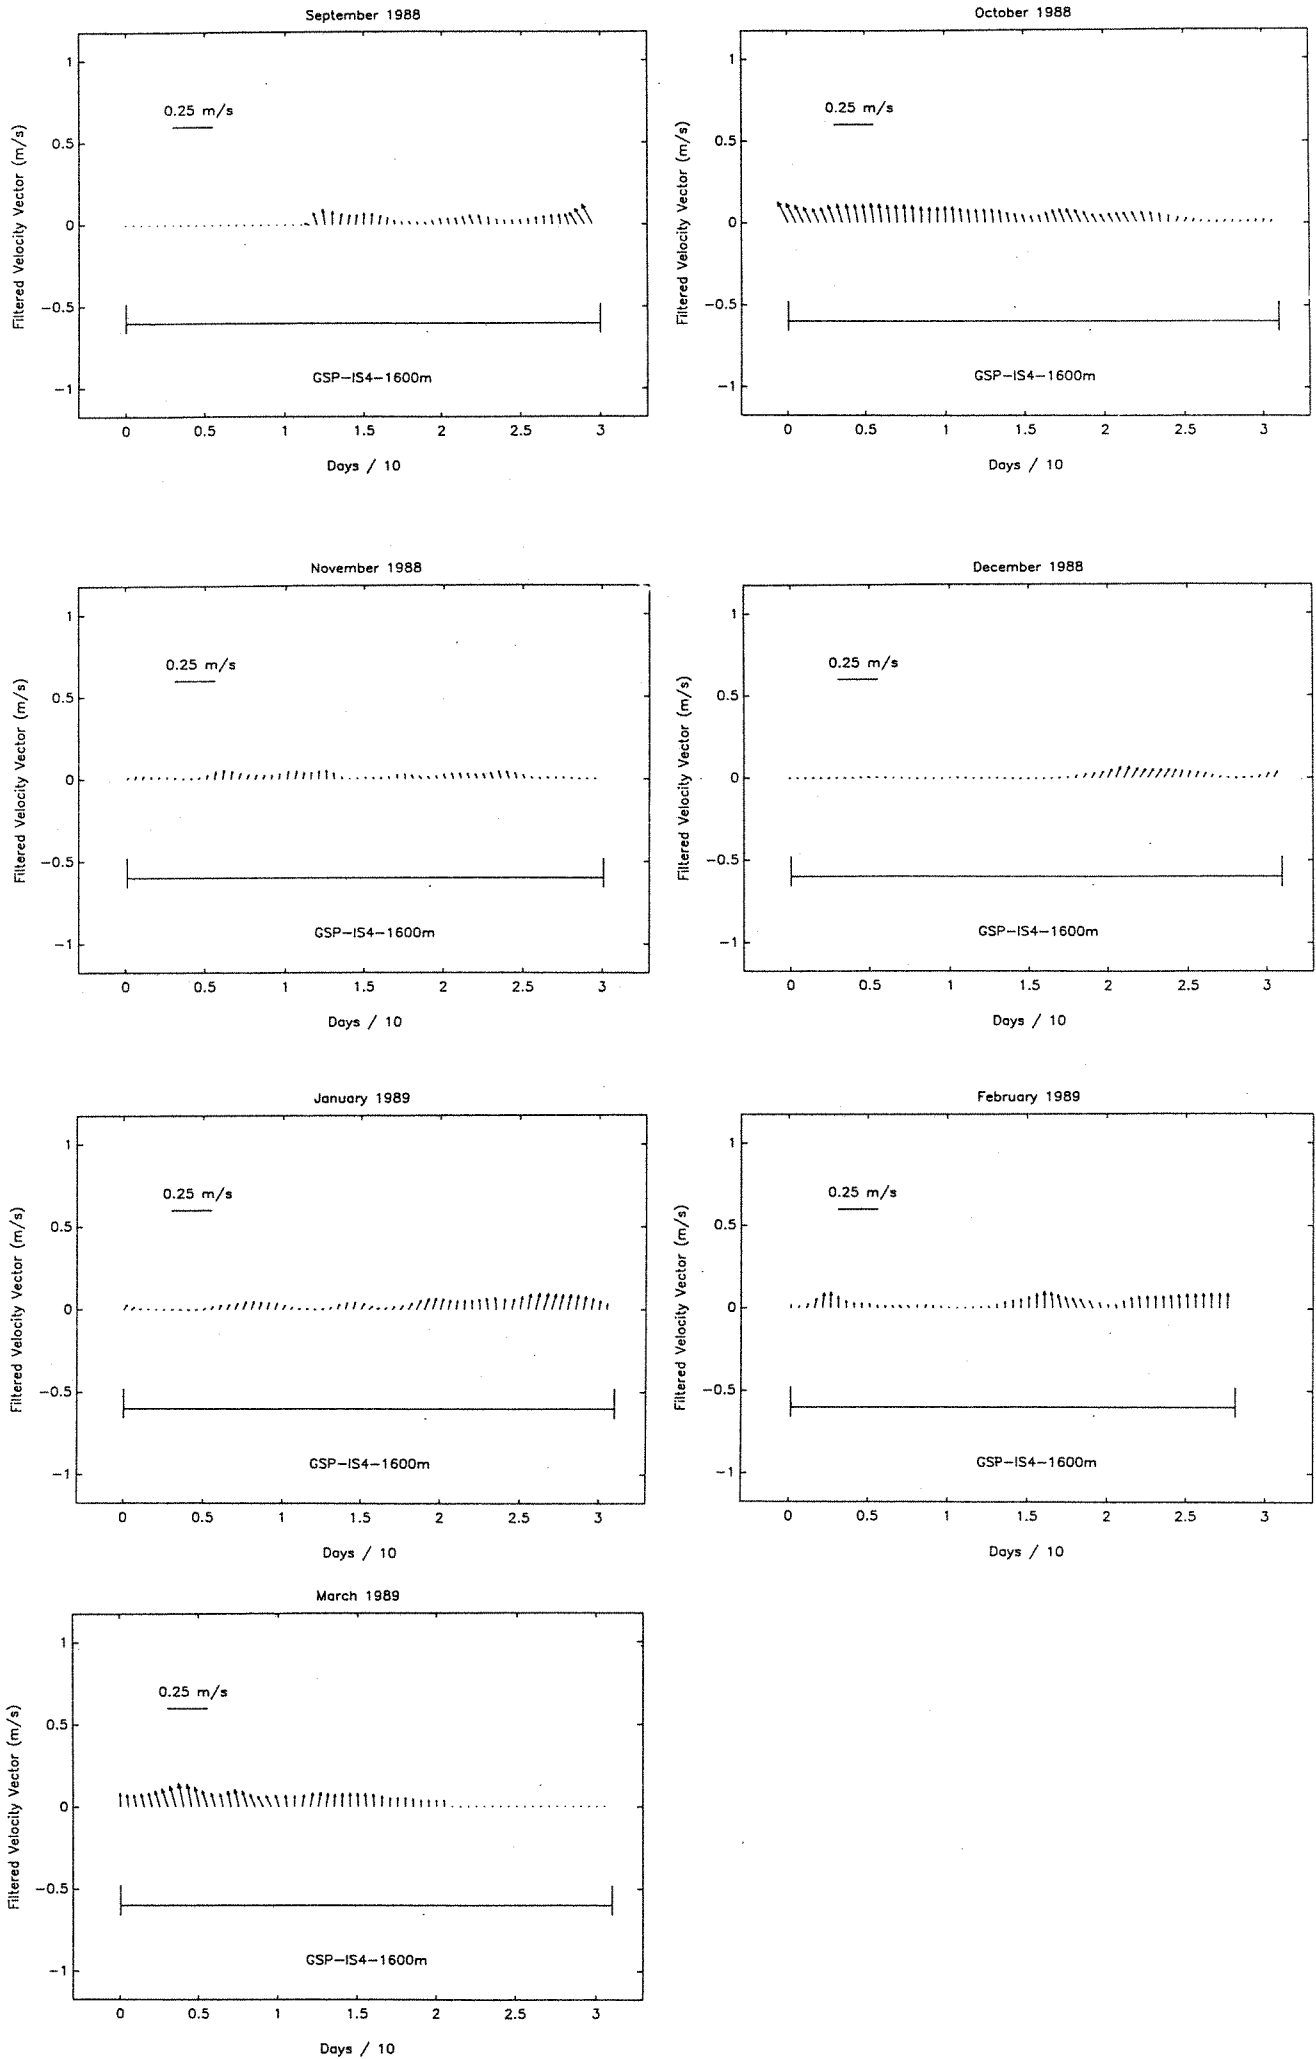 September 1988
Filtered Velocity Vector (m/s)
1
0.5
0
−0.5
−1
0.25 m/s
GSP−IS4−1600m
0 0.5 1 1.5 2 2.5 3
Days / 10
October 1988
Filtered Velocity Vector (m/s)
1
0.5
0
−0.5
−1
0.25 m/s
GSP−IS4−1600m
0 0.5 1 1.5 2 2.5 3
Days / 10
November 1988
Filtered Velocity Vector (m/s)
1
0.5
0
−0.5
−1
0.25 m/s
GSP−IS4−1600m
0 0.5 1 1.5 2 2.5 3
Days / 10
December 1988
Filtered Velocity Vector (m/s)
1
0.5
0
−0.5
−1
0.25 m/s
GSP−IS4−1600m
0 0.5 1 1.5 2 2.5 3
Days / 10
January 1989
Filtered Velocity Vector (m/s)
1
0.5
0
−0.5
−1
0.25 m/s
GSP−IS4−1600m
0 0.5 1 1.5 2 2.5 3
Days / 10
February 1989
Filtered Velocity Vector (m/s)
1
0.5
0
−0.5
−1
0.25 m/s
GSP−IS4−1600m
0 0.5 1 1.5 2 2.5 3
Days / 10
March 1989
Filtered Velocity Vector (m/s)
1
0.5
0
−0.5
−1
0.25 m/s
GSP−IS4−1600m
0 0.5 1 1.5 2 2.5 3
Days / 10